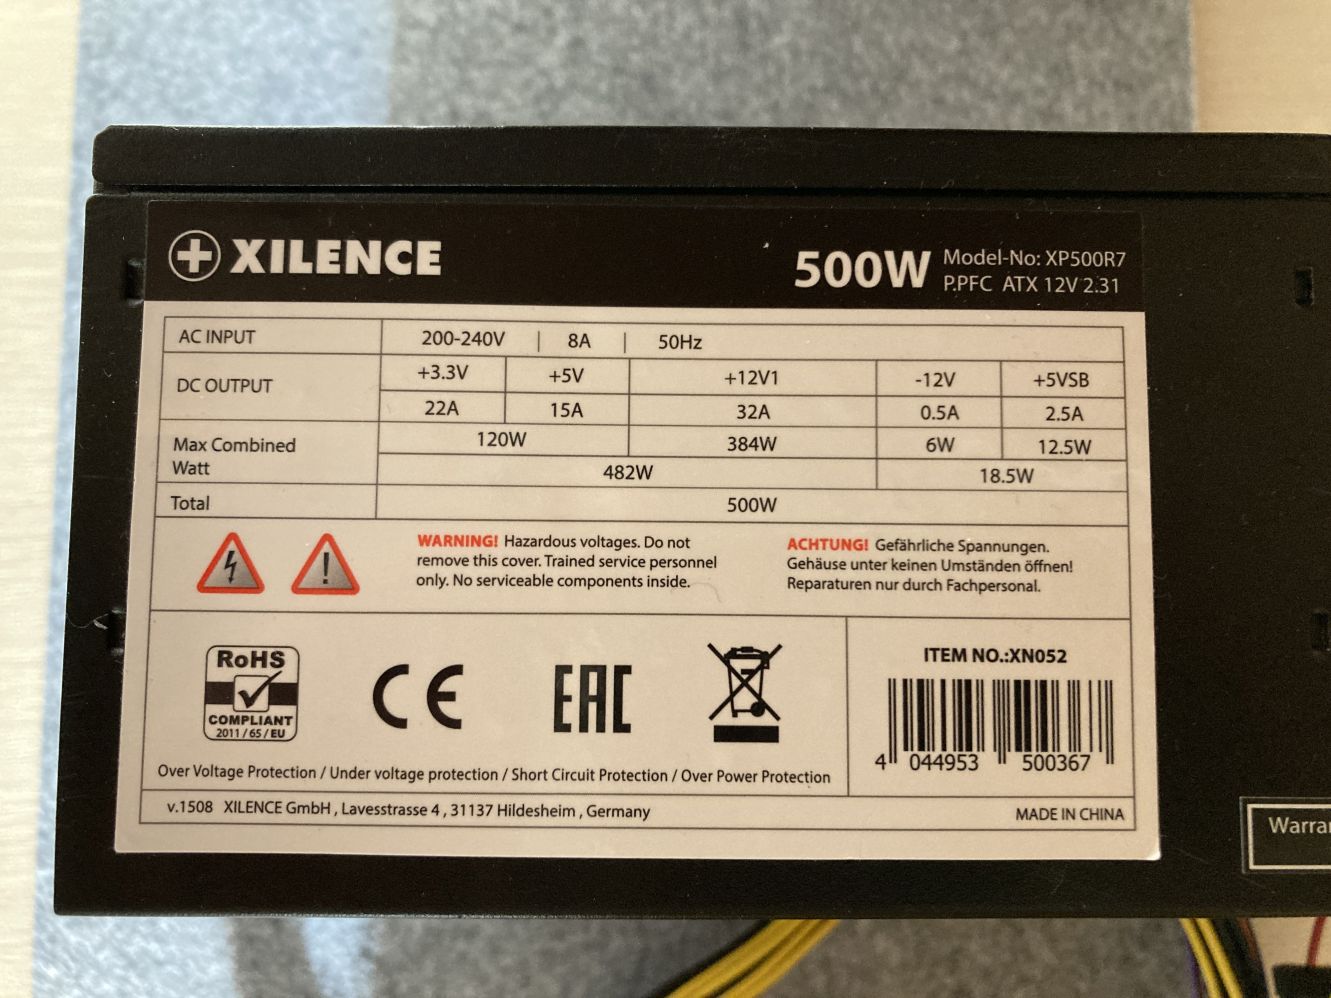 XILENCE
500W
Model-No: XP500R7
P.PFC ATX 12V 2.31
AC INPUT 200-240V | 8A | 50Hz
DC OUTPUT +3.3V +5V +12V1 -12V +5VSB
22A 15A 32A 0.5A 2.5A
Max Combined Watt 120W 384W 6W 12.5W
482W 18.5W
Total 500W
WARNING! Hazardous voltages. Do not
remove this cover. Trained service personnel
only. No serviceable components inside.
ACHTUNG! Gefährliche Spannungen.
Gehäuse unter keinen Umständen öffnen!
Reparaturen nur durch Fachpersonal.
RoHS
COMPLIANT
2011/65/EU
CE
EAC
ITEM NO.:XN052
4 044953 500367
Over Voltage Protection / Under voltage protection / Short Circuit Protection / Over Power Protection
v.1508 XILENCE GmbH , Lavesstrasse 4 , 31137 Hildesheim , Germany
MADE IN CHINA